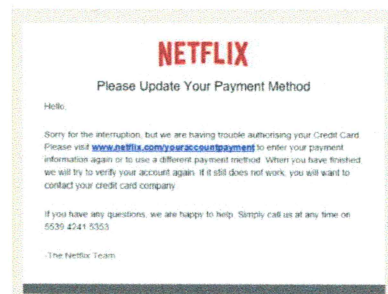 NETFLIX
Please Update Your Payment Method
Hello,
Sorry for the interruption, but we are having trouble authorising your Credit Card.
Please visit www.netflix.com/youraccountpayment to enter your payment
information again or to use a different payment method. When you have finished,
we will try to verify your account again. If it still does not work, you will want to
contact your credit card company.
If you have any questions, we are happy to help. Simply call us at any time on
5539 4241 5353
-The Netflix Team